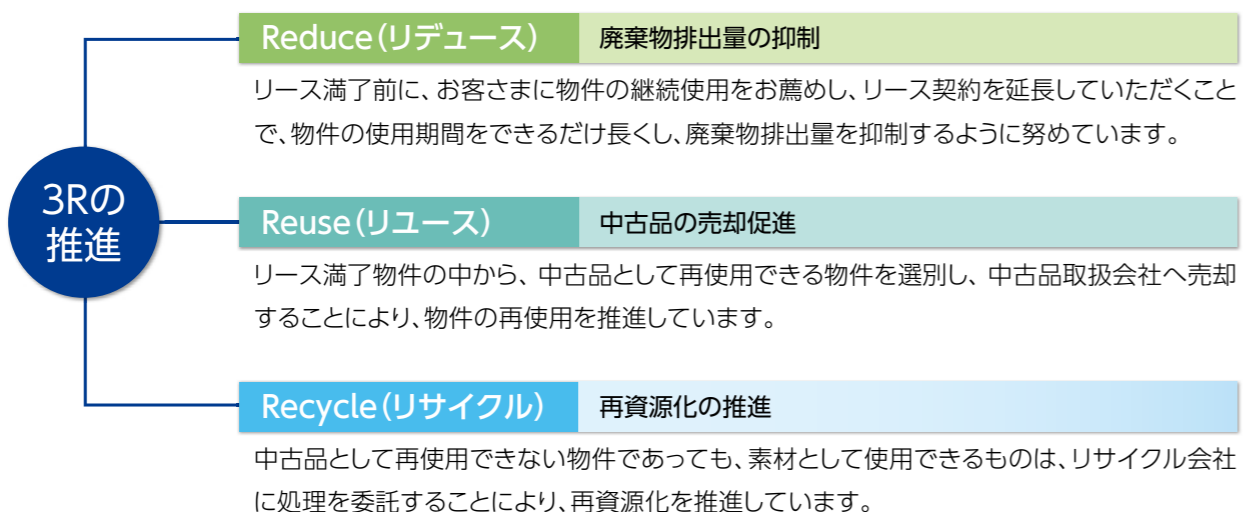 3Rの
推進
Reduce(リデュース) 廃棄物排出量の抑制
リース満了前に、お客さまに物件の継続使用をお薦めし、リース契約を延長していただくこと
で、物件の使用期間をできるだけ長くし、廃棄物排出量を抑制するように努めています。
Reuse(リユース) 中古品の売却促進
リース満了物件の中から、中古品として再使用できる物件を選別し、中古品取扱会社へ売却
することにより、物件の再使用を推進しています。
Recycle(リサイクル) 再資源化の推進
中古品として再使用できない物件であっても、素材として使用できるものは、リサイクル会社
に処理を委託することにより、再資源化を推進しています。